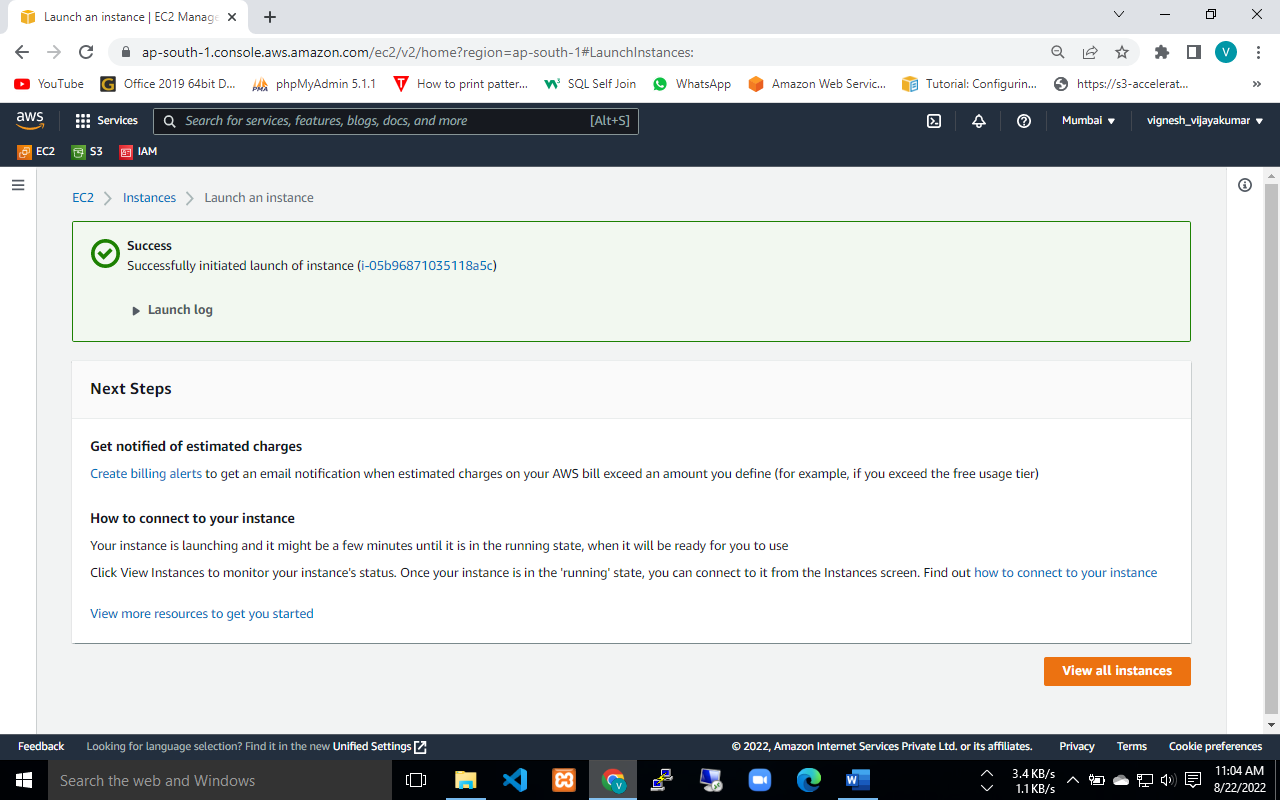 Launch an instance | EC2 Manage
ap-south-1.console.aws.amazon.com/ec2/v2/home?region=ap-south-1#LaunchInstances:
V
YouTube
Office 2019 64bit D...
phpMyAdmin 5.1.1
How to print patter...
SQL Self Join
WhatsApp
Amazon Web Servic...
Tutorial: Configurin...
https://s3-accelerat...
»
aws
Services
Search for services, features, blogs, docs, and more
[Alt+S]
Mumbai
vignesh_vijayakumar
EC2
S3
IAM
EC2
Instances
Launch an instance
Success
Successfully initiated launch of instance (i-05b96871035118a5c)
Launch log
Next Steps
Get notified of estimated charges
Create billing alerts to get an email notification when estimated charges on your AWS bill exceed an amount you define (for example, if you exceed the free usage tier)
How to connect to your instance
Your instance is launching and it might be a few minutes until it is in the running state, when it will be ready for you to use
Click View Instances to monitor your instance's status. Once your instance is in the 'running' state, you can connect to it from the Instances screen. Find out how to connect to your instance
View more resources to get you started
View all instances
Feedback
Looking for language selection? Find it in the new Unified Settings
© 2022, Amazon Internet Services Private Ltd. or its affiliates.
Privacy
Terms
Cookie preferences
Search the web and Windows
3.4 KB/s
1.1 KB/s
11:04 AM
8/22/2022